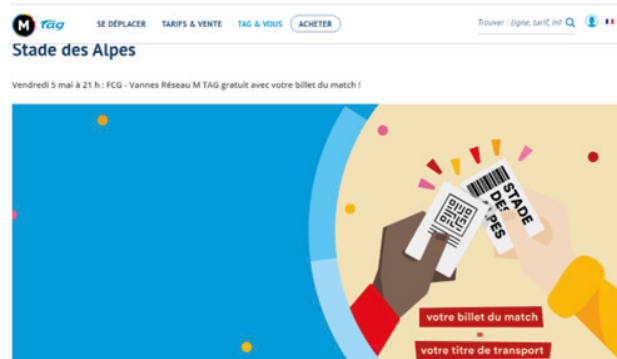 M TAG SE DÉPLACER TARIFS & VENTE TAG & VOUS ACHETER Trouver : ligne, tarif, inf
Stade des Alpes
Vendredi 5 mai à 21 h : FCG - Vannes Réseau M TAG gratuit avec votre billet du match !
STADE
DES
ALPES
votre billet du match
=
votre titre de transport